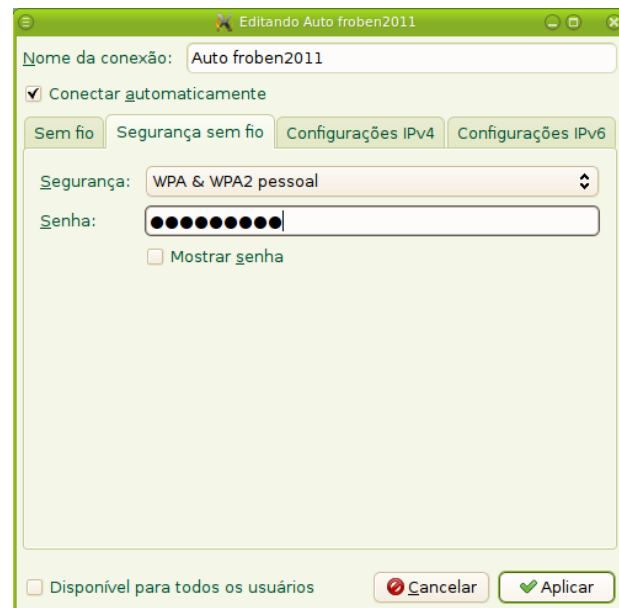 Editando Auto froben2011
Nome da conexão: Auto froben2011
Conectar automaticamente
Sem fio Segurança sem fio Configurações IPv4 Configurações IPv6
Segurança: WPA & WPA2 pessoal
Senha: ●●●●●●●●●
Mostrar senha
Disponível para todos os usuários Cancelar Aplicar